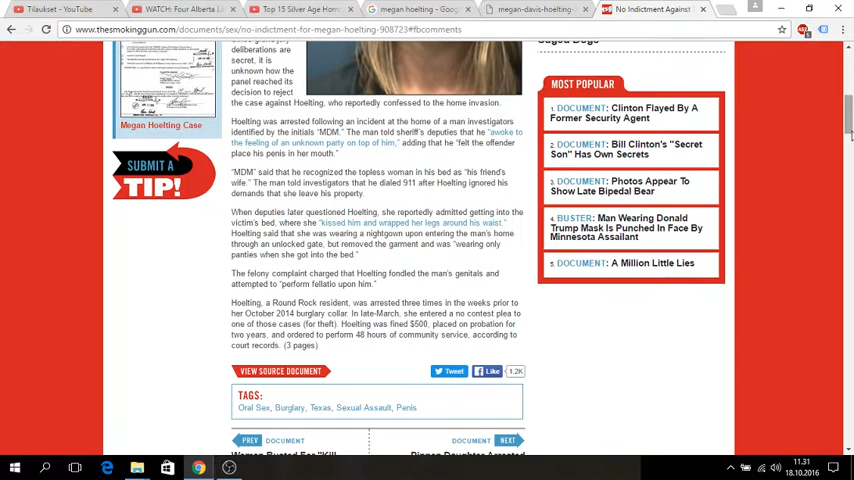 Tilaukset - YouTube
WATCH: Four Alberta Li
Top 15 Silver Age Horro
megan hoelting - Goog
megan-davis-hoelting-
No Indictment Against
www.thesmokinggun.com/documents/sex/no-indictment-for-megan-hoelting-908723#fbcomments
deliberations are
secret, it is
unknown how the
panel reached its
decision to reject
the case against Hoelting, who reportedly confessed to the home invasion.
Megan Hoelting Case
SUBMIT A
TIP!
Hoelting was arrested following an incident at the home of a man investigators
identified by the initials “MDM.” The man told sheriff’s deputies that he “awoke to
the feeling of an unknown party on top of him,” adding that he “felt the offender
place his penis in her mouth.”
“MDM” said that he recognized the topless woman in his bed as “his friend’s
wife.” The man told investigators that he dialed 911 after Hoelting ignored his
demands that she leave his property.
When deputies later questioned Hoelting, she reportedly admitted getting into the
victim’s bed, where she “kissed him and wrapped her legs around his waist.”
Hoelting said that she was wearing a nightgown upon entering the man’s home
through an unlocked gate, but removed the garment and was “wearing only
panties when she got into the bed.”
The felony complaint charged that Hoelting fondled the man’s genitals and
attempted to “perform fellatio upon him.”
Hoelting, a Round Rock resident, was arrested three times in the weeks prior to
her October 2014 burglary collar. In late-March, she entered a no contest plea to
one of those cases (for theft). Hoelting was fined $500, placed on probation for
two years, and ordered to perform 48 hours of community service, according to
court records. (3 pages)
VIEW SOURCE DOCUMENT
Tweet
Like
1.2K
TAGS:
Oral Sex, Burglary, Texas, Sexual Assault, Penis
PREV DOCUMENT
DOCUMENT NEXT
Woman Busted For "Kill
MOST POPULAR
1. DOCUMENT: Clinton Flayed By A
Former Security Agent
2. DOCUMENT: Bill Clinton's "Secret
Son" Has Own Secrets
3. DOCUMENT: Photos Appear To
Show Late Bipedal Bear
4. BUSTER: Man Wearing Donald
Trump Mask Is Punched In Face By
Minnesota Assailant
5. DOCUMENT: A Million Little Lies
11.31
18.10.2016